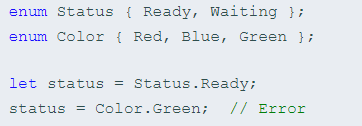 enum Status { Ready, Waiting };
enum Color { Red, Blue, Green };
let status = Status.Ready;
status = Color.Green;  // Error